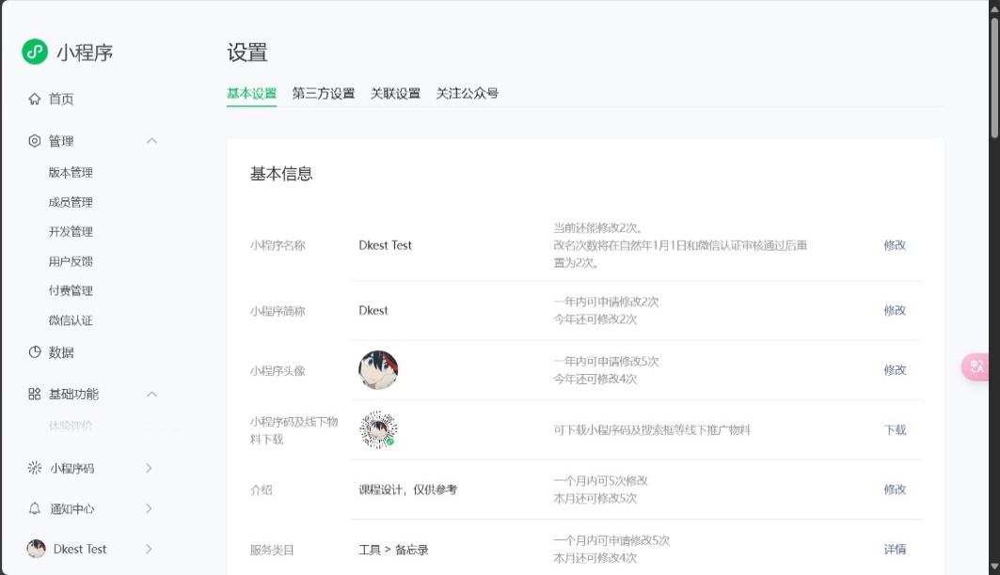 小程序
首页
管理
版本管理
成员管理
开发管理
用户反馈
付费管理
微信认证
数据
基础功能
体验评价
小程序码
通知中心
Dkest Test
设置
基本设置 第三方设置 关联设置 关注公众号
基本信息
小程序名称
Dkest Test
当前还能修改2次。
改名次数将在自然年1月1日和微信认证审核通过后重
置为2次。
修改
小程序简称
Dkest
一年内可申请修改2次
今年还可修改2次
修改
小程序头像
一年内可申请修改5次
今年还可修改4次
修改
小程序码及线下物
料下载
可下载小程序码及搜索框等线下推广物料
下载
介绍
课程设计，仅供参考
一个月内可5次修改
本月还可修改5次
修改
服务类目
工具 > 备忘录
一个月内可申请修改5次
本月还可修改4次
详情